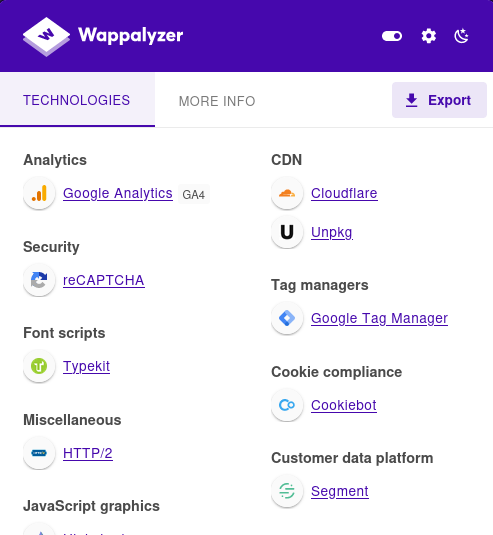 Wappalyzer
TECHNOLOGIES
MORE INFO
Export
Analytics
Google Analytics GA4
Security
reCAPTCHA
Font scripts
Typekit
Miscellaneous
HTTP/2
JavaScript graphics
CDN
Cloudflare
U
Unpkg
Tag managers
Google Tag Manager
Cookie compliance
Cookiebot
Customer data platform
Segment